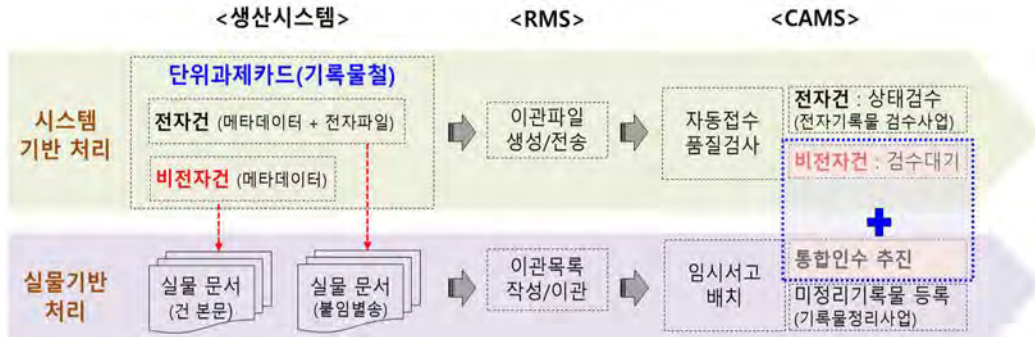 <생산시스템> <RMS> <CAMS>
시스템
기반 처리
단위과제카드(기록물철)
전자건 (메타데이터 + 전자파일)
비전자건 (메타데이터)
이관파일
생성/전송
자동접수
품질검사
전자건 : 상태검수
(전자기록물 검수사업)
비전자건 : 검수대기
실물기반
처리
실물 문서
(건 본문)
실물 문서
(붙임별송)
이관목록
작성/이관
임시서고
배치
통합인수 추진
미정리기록물 등록
(기록물정리사업)